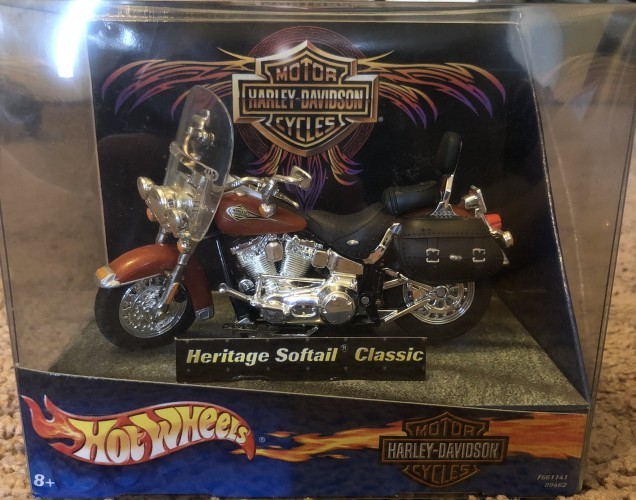 MOTOR
HARLEY-DAVIDSON
CYCLES
®
Heritage Softail® Classic
HOT WHEELS®
MOTOR
HARLEY-DAVIDSON
CYCLES
8+